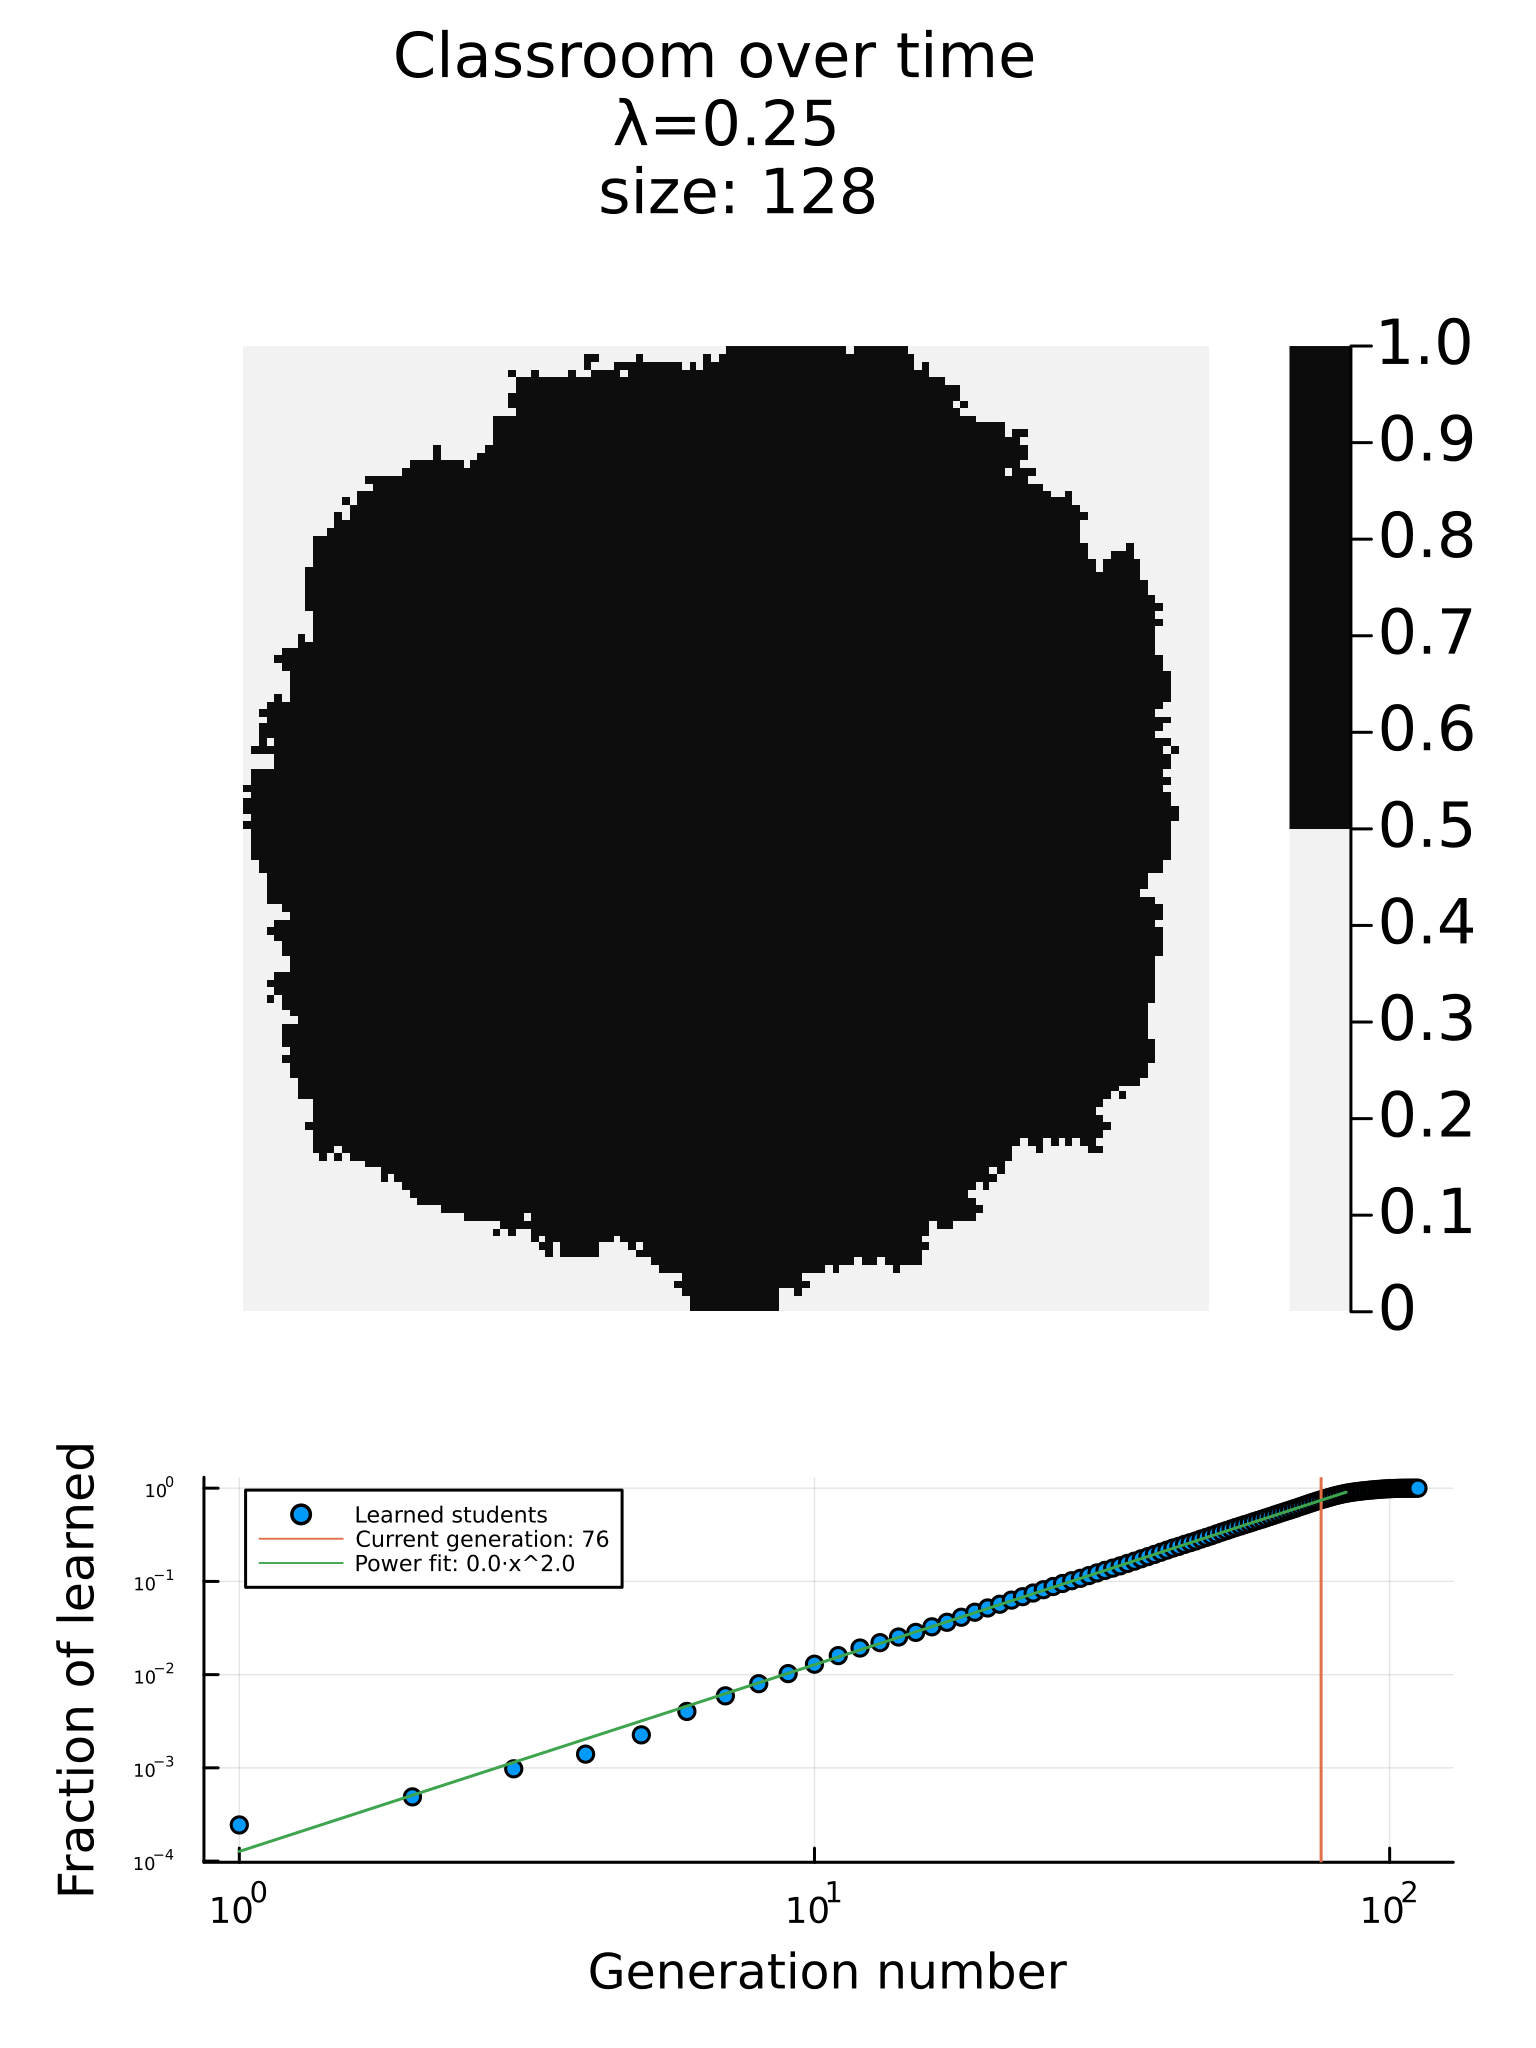 Classroom over time
λ=0.25
size: 128
1.0
0.9
0.8
0.7
0.6
0.5
0.4
0.3
0.2
0.1
0
Fraction of learned
10^0
10^-1
10^-2
10^-3
10^-4
Learned students
Current generation: 76
Power fit: 0.0·x^2.0
10^0
10^1
10^2
Generation number